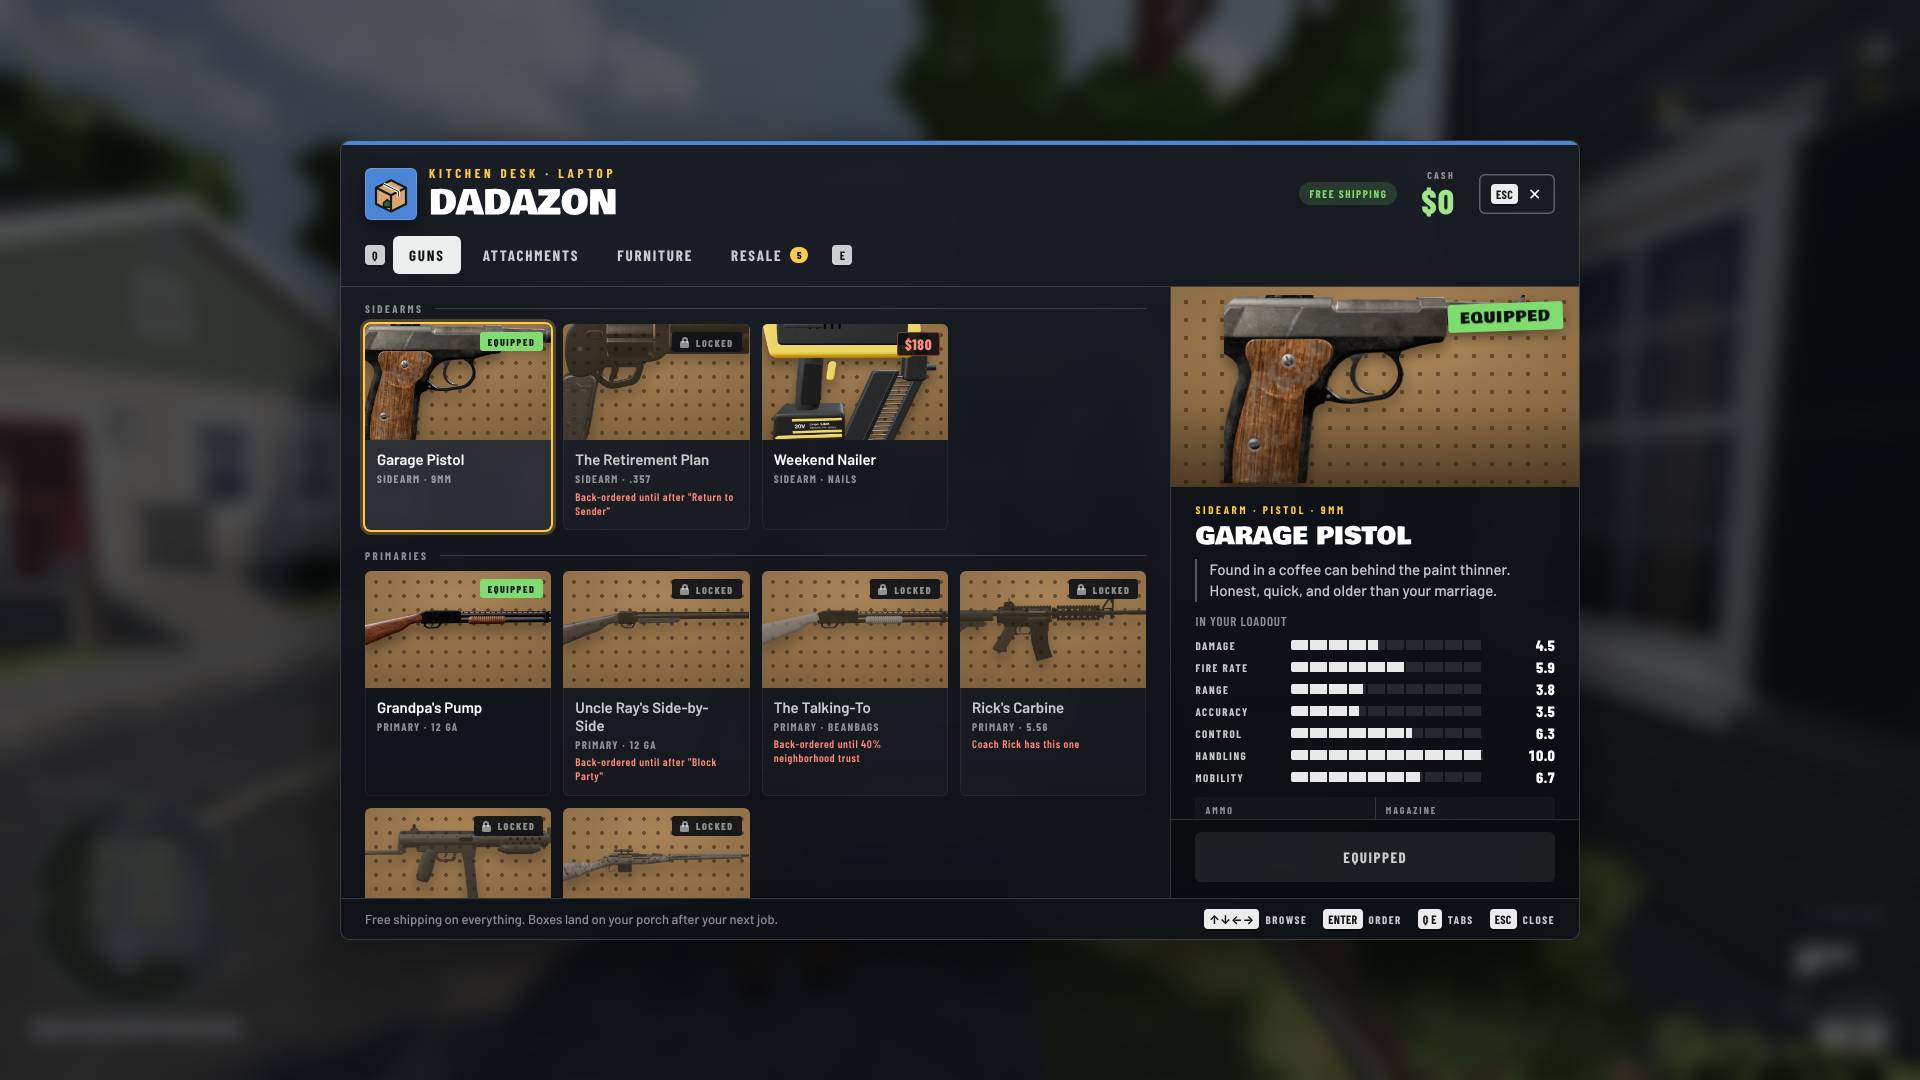 KITCHEN DESK · LAPTOP
DADAZON
FREE SHIPPING
CASH
$0
ESC ✕
Q
GUNS
ATTACHMENTS
FURNITURE
RESALE 5
E
SIDEARMS
EQUIPPED
Garage Pistol
SIDEARM · 9MM
LOCKED
The Retirement Plan
SIDEARM · .357
Back-ordered until after "Return to
Sender"
$180
20V
Weekend Nailer
SIDEARM · NAILS
PRIMARIES
EQUIPPED
Grandpa's Pump
PRIMARY · 12 GA
LOCKED
Uncle Ray's Side-by-
Side
PRIMARY · 12 GA
Back-ordered until after "Block
Party"
LOCKED
The Talking-To
PRIMARY · BEANBAGS
Back-ordered until 40%
neighborhood trust
LOCKED
Rick's Carbine
PRIMARY · 5.56
Coach Rick has this one
LOCKED
LOCKED
EQUIPPED
SIDEARM · PISTOL · 9MM
GARAGE PISTOL
Found in a coffee can behind the paint thinner.
Honest, quick, and older than your marriage.
IN YOUR LOADOUT
DAMAGE 4.5
FIRE RATE 5.9
RANGE 3.8
ACCURACY 3.5
CONTROL 6.3
HANDLING 10.0
MOBILITY 6.7
AMMO
MAGAZINE
EQUIPPED
Free shipping on everything. Boxes land on your porch after your next job.
↑↓←→ BROWSE
ENTER ORDER
Q E TABS
ESC CLOSE